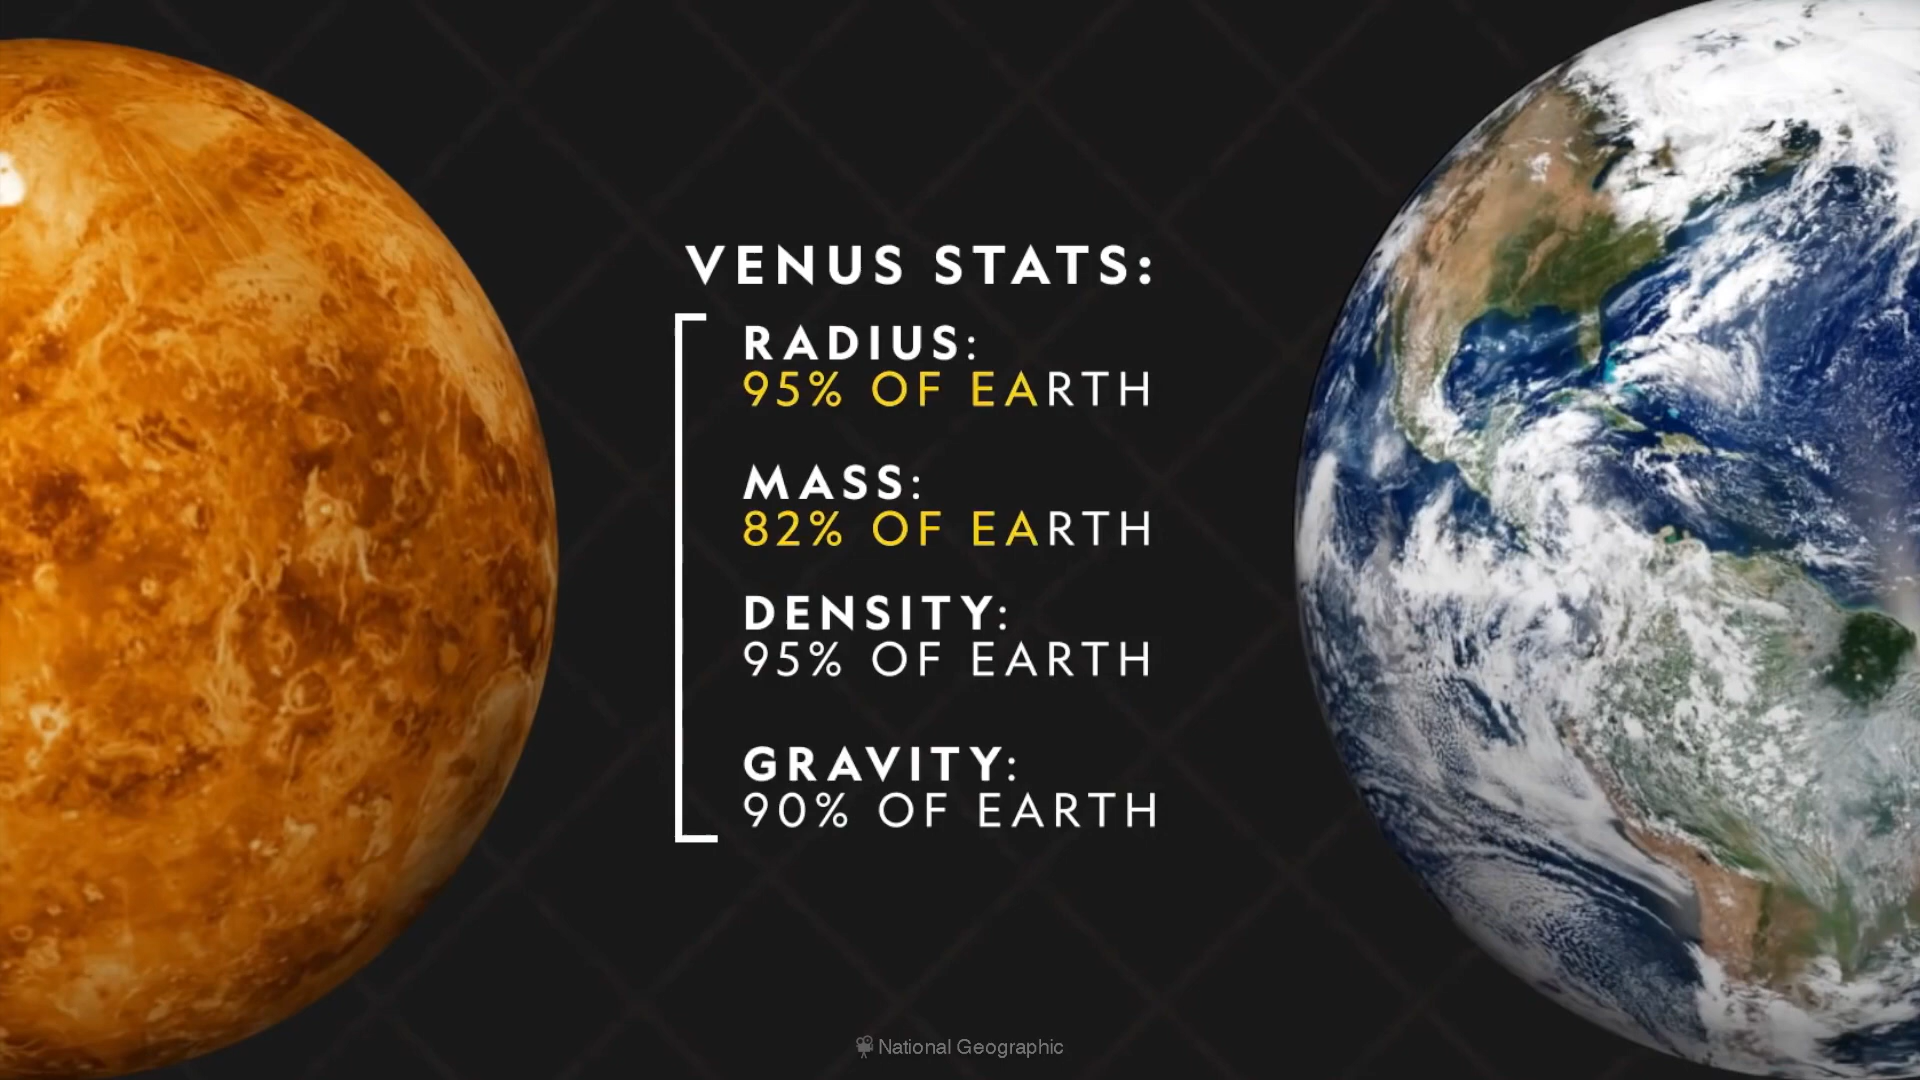 VENUS STATS:
RADIUS:
95% OF EARTH
MASS:
82% OF EARTH
DENSITY:
95% OF EARTH
GRAVITY:
90% OF EARTH
National Geographic